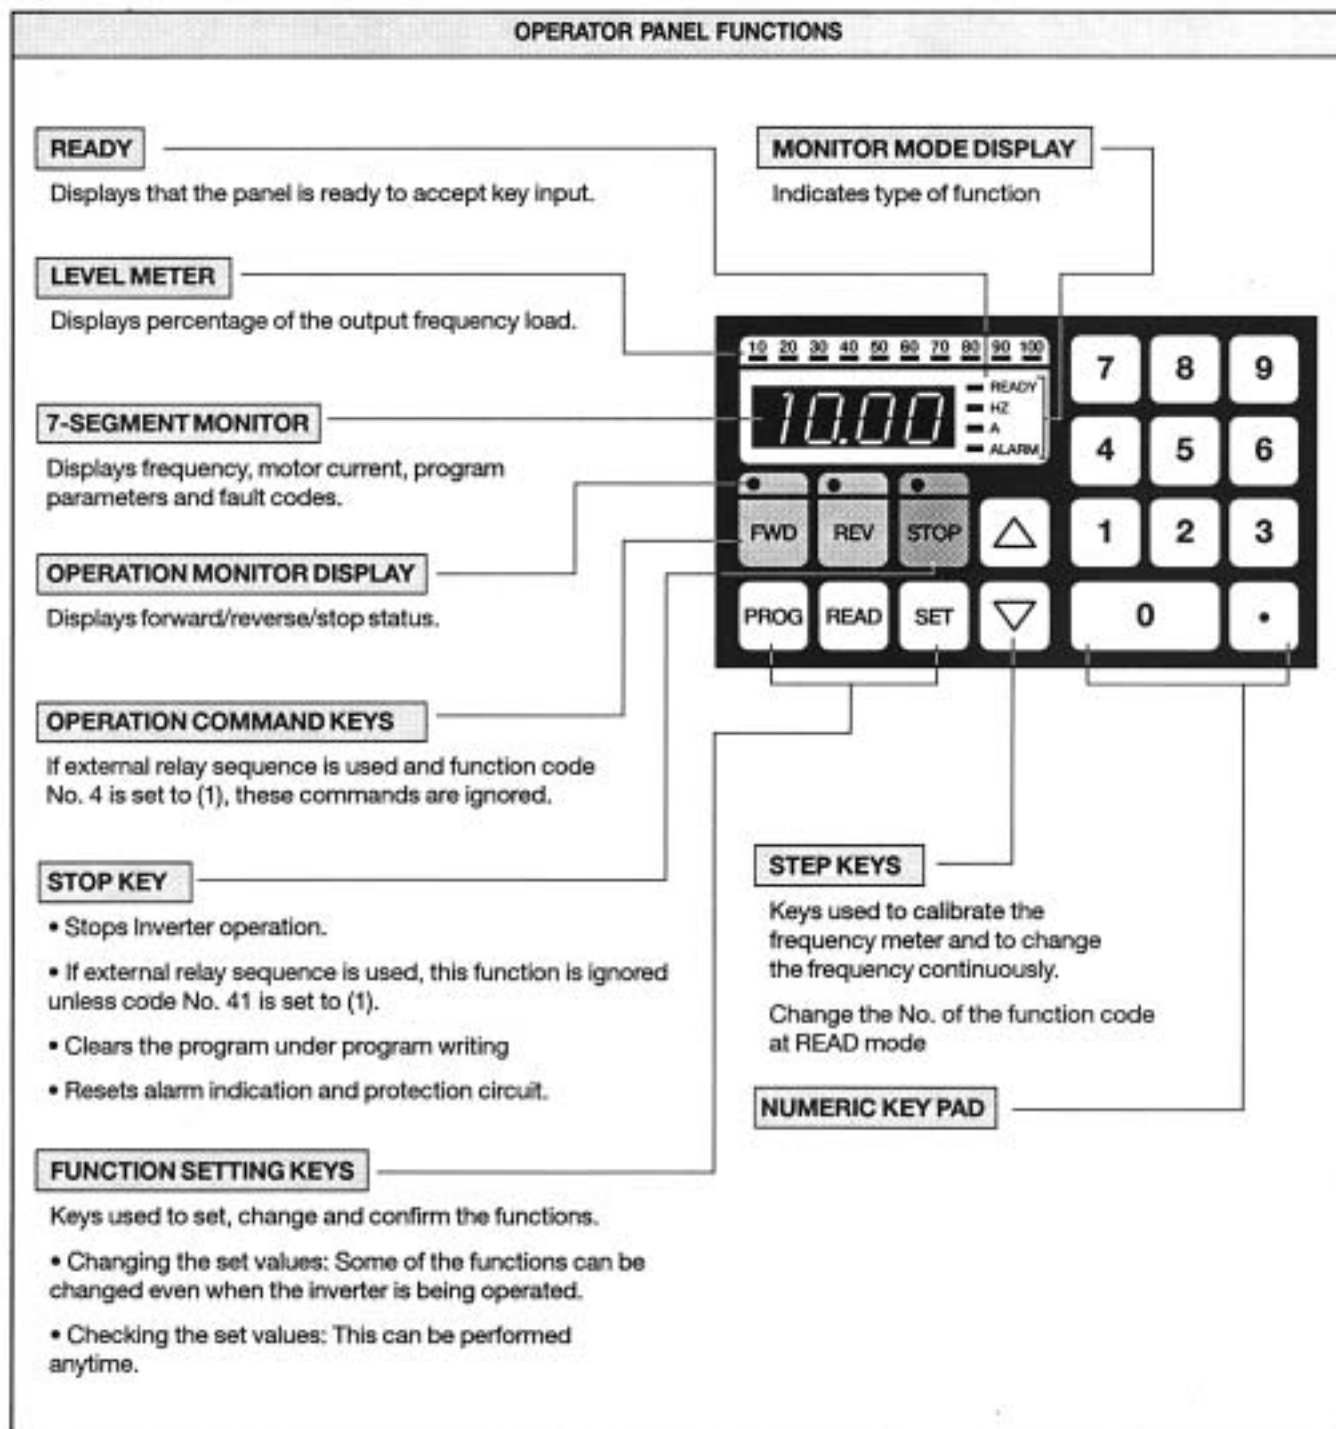 OPERATOR PANEL FUNCTIONS
READY
Displays that the panel is ready to accept key input.
LEVEL METER
Displays percentage of the output frequency load.
7-SEGMENT MONITOR
Displays frequency, motor current, program
parameters and fault codes.
OPERATION MONITOR DISPLAY
Displays forward/reverse/stop status.
OPERATION COMMAND KEYS
If external relay sequence is used and function code
No. 4 is set to (1), these commands are ignored.
STOP KEY
• Stops Inverter operation.
• If external relay sequence is used, this function is ignored
unless code No. 41 is set to (1).
• Clears the program under program writing
• Resets alarm indication and protection circuit.
FUNCTION SETTING KEYS
Keys used to set, change and confirm the functions.
• Changing the set values: Some of the functions can be
changed even when the inverter is being operated.
• Checking the set values: This can be performed
anytime.
MONITOR MODE DISPLAY
Indicates type of function
10 20 30 40 50 60 70 80 90 100
10.00
READY
HZ
A
ALARM
7 8 9
4 5 6
FWD REV STOP
1 2 3
PROG READ SET
0 •
STEP KEYS
Keys used to calibrate the
frequency meter and to change
the frequency continuously.
Change the No. of the function code
at READ mode
NUMERIC KEY PAD